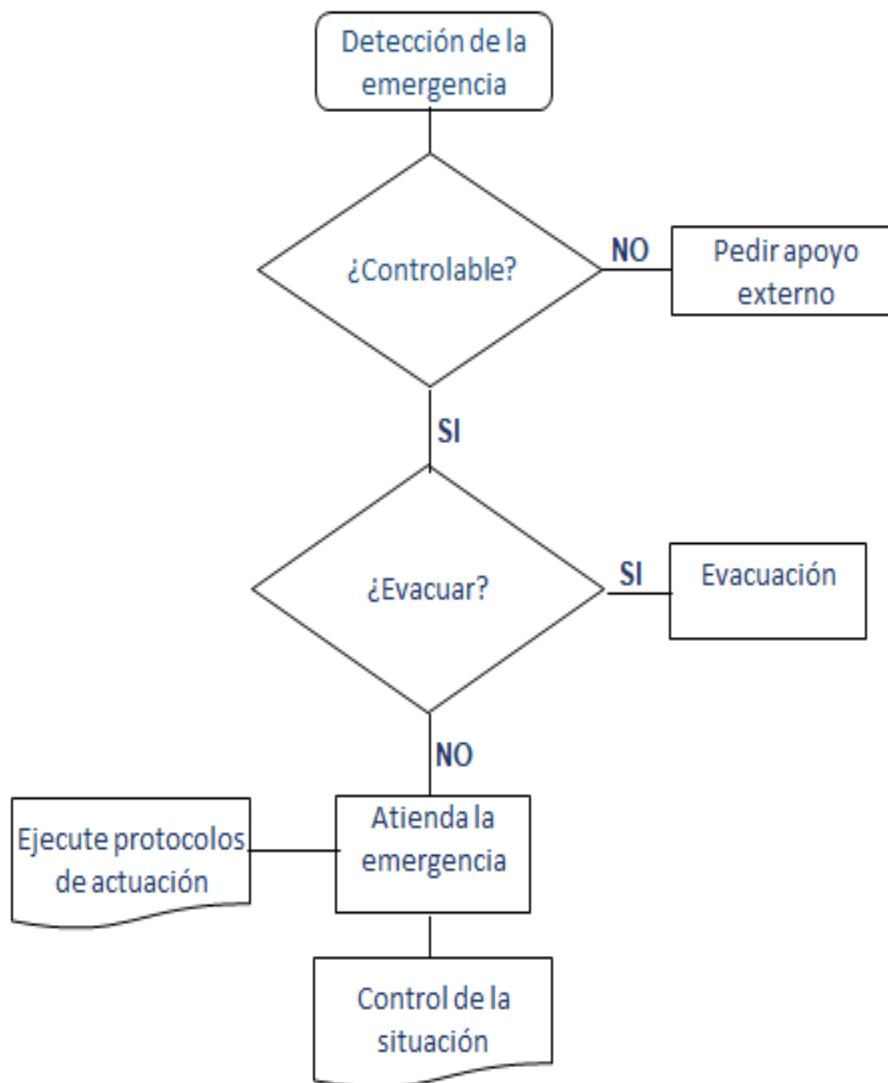 Detección de la
emergencia
¿Controlable?
NO
Pedir apoyo
externo
SI
¿Evacuar?
SI
Evacuación
NO
Atienda la
emergencia
Ejecute protocolos
de actuación
Control de la
situación